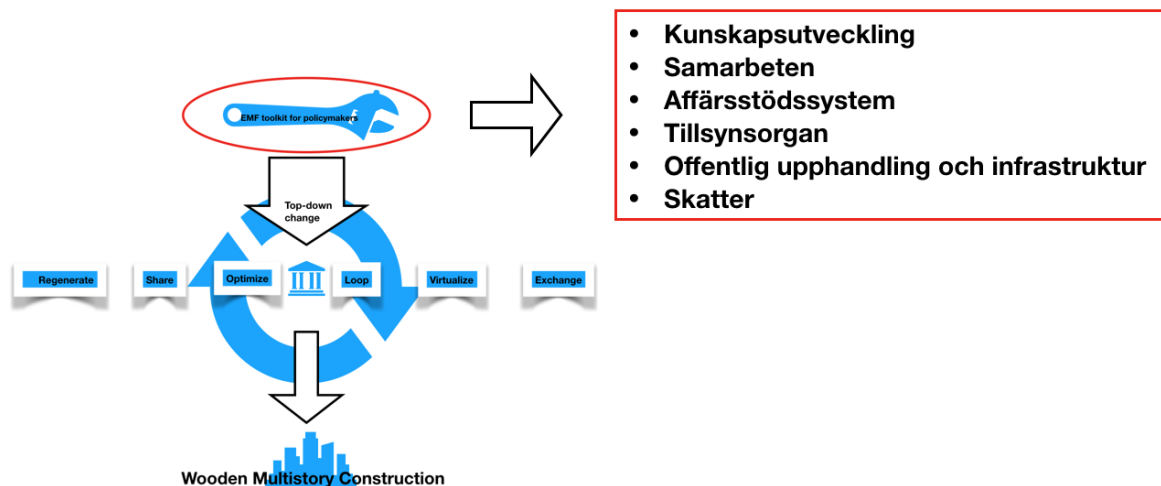 • Kunskapsutveckling
• Samarbeten
• Affärsstödssystem
• Tillsynsorgan
• Offentlig upphandling och infrastruktur
• Skatter
EMF toolkit for policymakers
Top-down
change
Regenerate
Share
Optimize
Loop
Virtualize
Exchange
Wooden Multistory Construction